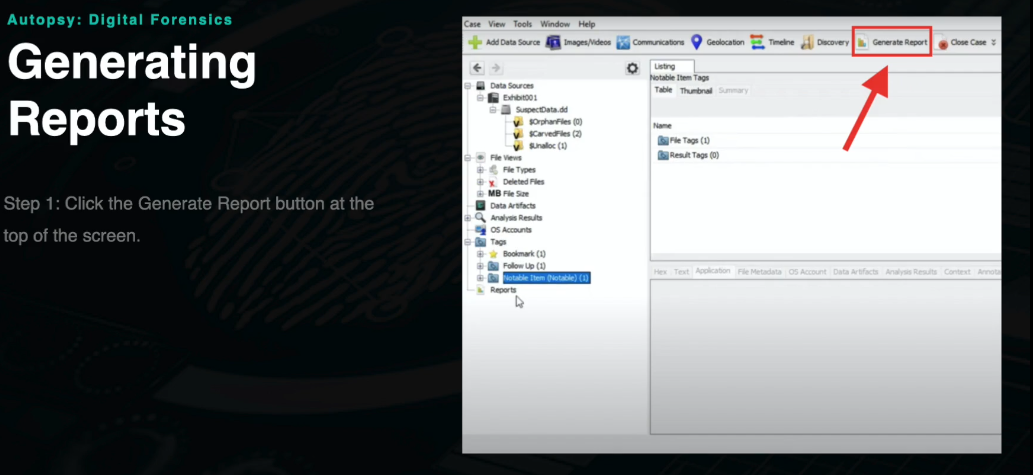 Autopsy: Digital Forensics
Generating
Reports
Step 1: Click the Generate Report button at the
top of the screen.
Case View Tools Window Help
Add Data Source Images/Videos Communications Geolocation Timeline Discovery Generate Report Close Case
Listing
Notable Item Tags
Table Thumbnail Summary
Name
File Tags (1)
Result Tags (0)
Data Sources
Exhibit001
SuspectData.dd
$OrphanFiles (0)
$CarvedFiles (2)
$Unalloc (1)
File Views
File Types
Deleted Files
MB File Size
Data Artifacts
Analysis Results
OS Accounts
Tags
Bookmark (1)
Follow Up (1)
Notable Item (Notable) (1)
Reports
Hex Text Application File Metadata OS Account Data Artifacts Analysis Results Context Annota